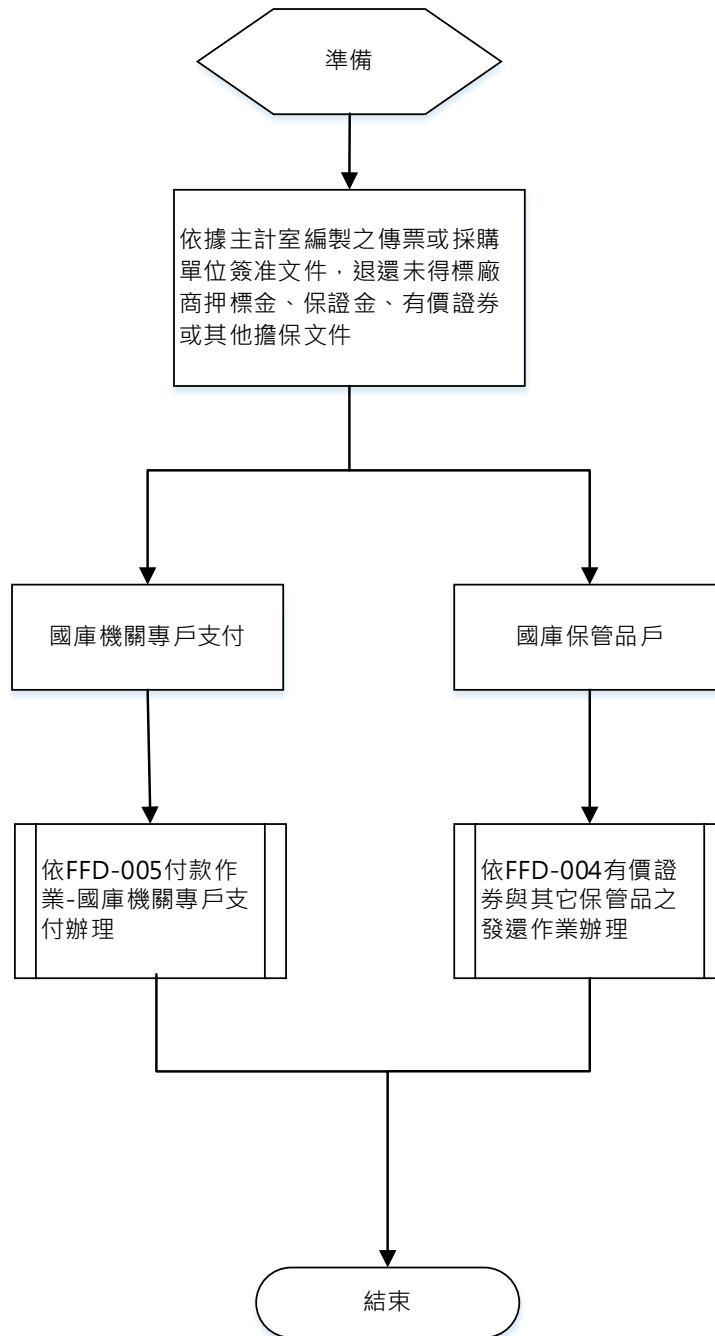 準備
依據主計室編製之傳票或採購
單位簽准文件，退還未得標廠
商押標金、保證金、有價證券
或其他擔保文件
國庫機關專戶支付
國庫保管品戶
依FFD-005付款作
業-國庫機關專戶支
付辦理
依FFD-004有價證
券與其它保管品之
發還作業辦理
結束